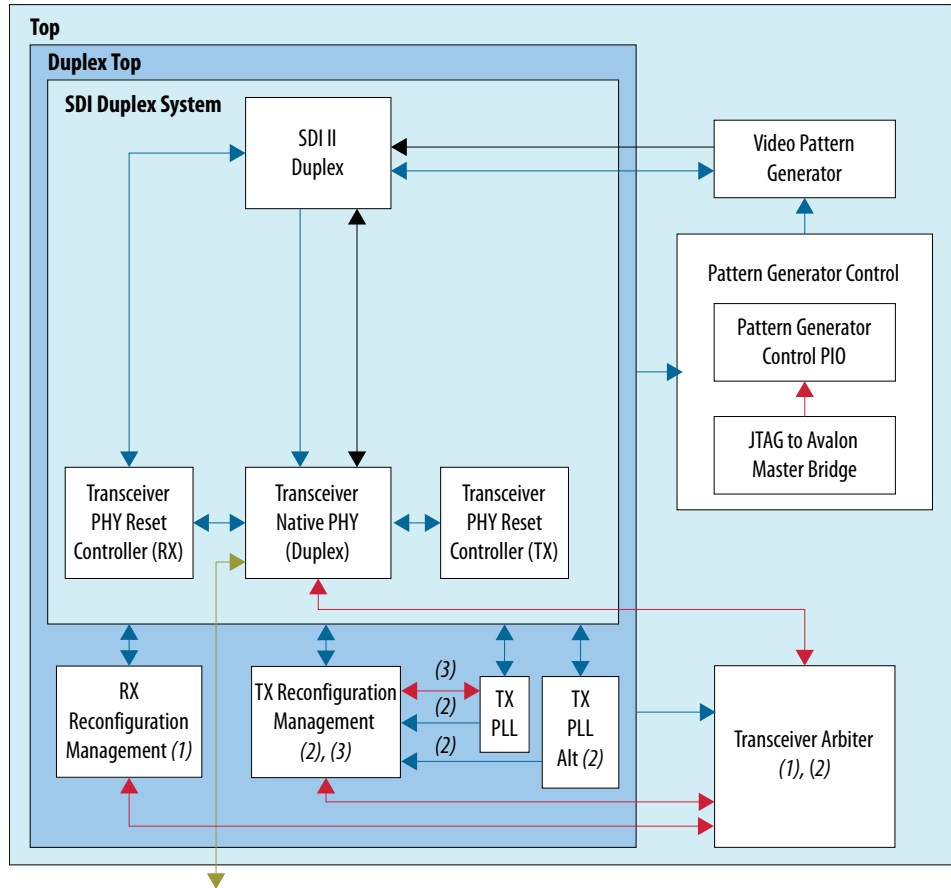 Top
Duplex Top
SDI Duplex System
SDI II
Duplex
Video Pattern
Generator
Pattern Generator Control
Pattern Generator
Control PIO
JTAG to Avalon
Master Bridge
Transceiver
PHY Reset
Controller (RX)
Transceiver
Native PHY
(Duplex)
Transceiver
PHY Reset
Controller (TX)
RX
Reconfiguration
Management (1)
TX Reconfiguration
Management
(2), (3)
(3)
(2)
(2)
TX
PLL
TX
PLL
Alt (2)
Transceiver Arbiter
(1), (2)